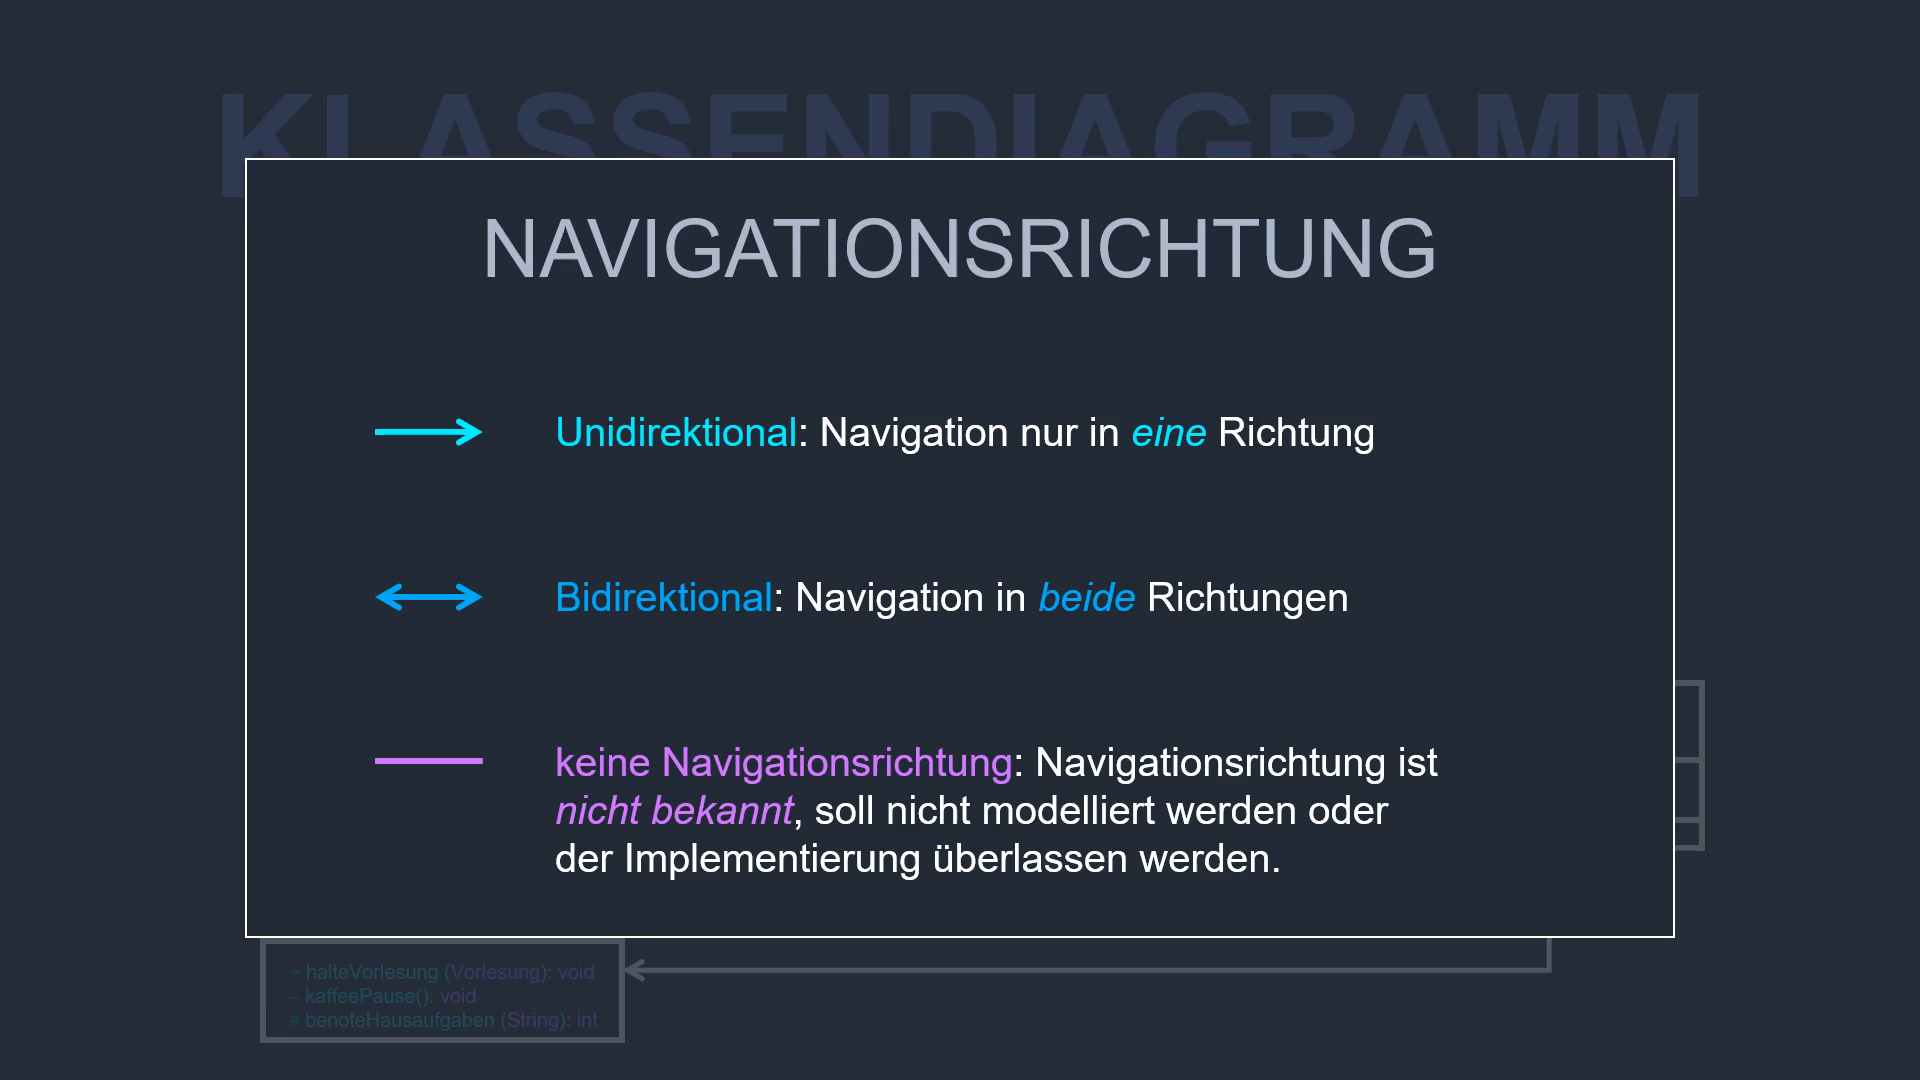 KLASSENDIAGRAMM
NAVIGATIONSRICHTUNG
Unidirektional: Navigation nur in eine Richtung
Bidirektional: Navigation in beide Richtungen
keine Navigationsrichtung: Navigationsrichtung ist
nicht bekannt, soll nicht modelliert werden oder
der Implementierung überlassen werden.
+ halteVorlesung (Vorlesung): void
– kaffeePause(): void
# benoteHausaufgaben (String): int